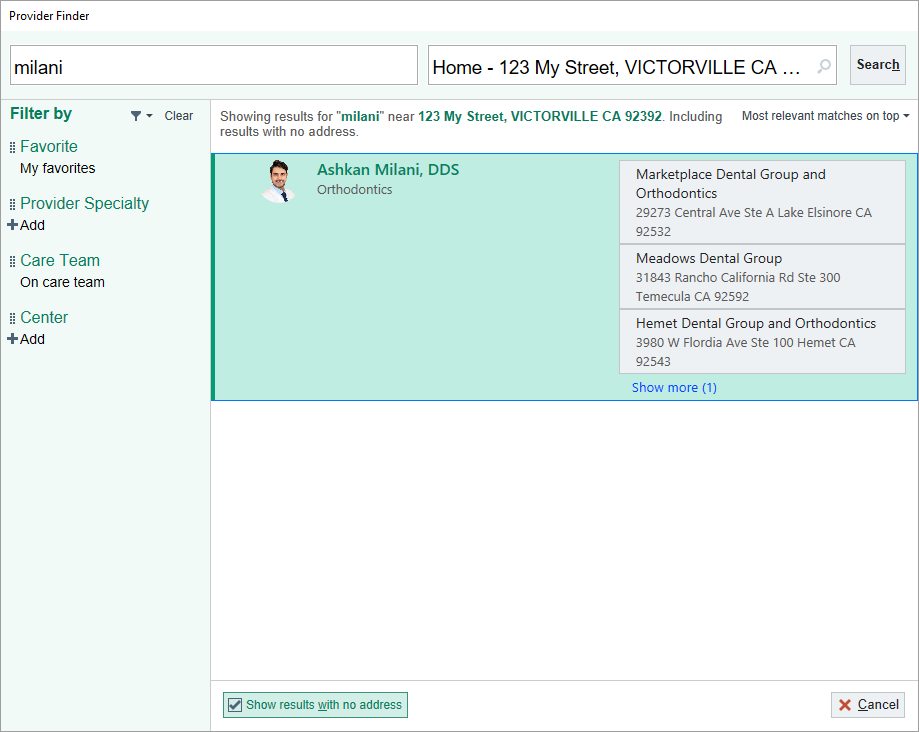 Provider Finder
milani
Home - 123 My Street, VICTORVILLE CA ...
Search
Filter by
Clear
Favorite
My favorites
Provider Specialty
Add
Care Team
On care team
Center
Add
Showing results for "milani" near 123 My Street, VICTORVILLE CA 92392. Including
results with no address.
Most relevant matches on top
Ashkan Milani, DDS
Orthodontics
Marketplace Dental Group and
Orthodontics
29273 Central Ave Ste A Lake Elsinore CA
92532
Meadows Dental Group
31843 Rancho California Rd Ste 300
Temecula CA 92592
Hemet Dental Group and Orthodontics
3980 W Flordia Ave Ste 100 Hemet CA
92543
Show more (1)
Show results with no address
Cancel